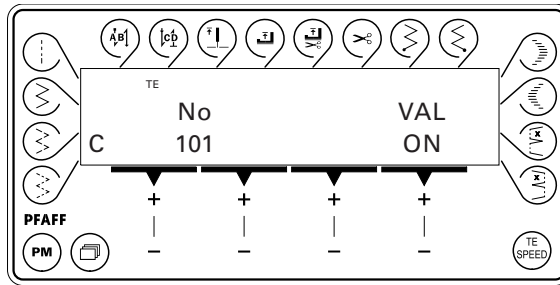 TE
No VAL
C 101 ON
+ + + +
– – – –
PFAFF
PM
TE
SPEED